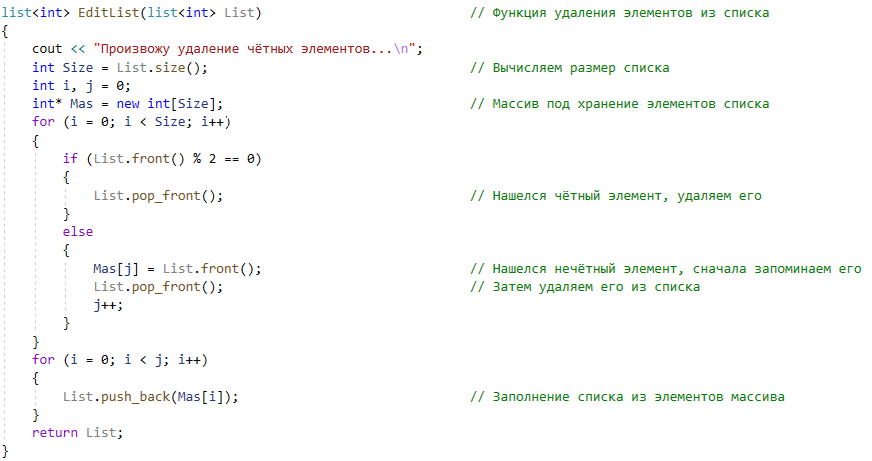 list<int> EditList(list<int> List) // Функция удаления элементов из списка
{
cout << "Произвожу удаление чётных элементов...\n";
int Size = List.size(); // Вычисляем размер списка
int i, j = 0;
int* Mas = new int[Size]; // Массив под хранение элементов списка
for (i = 0; i < Size; i++)
{
if (List.front() % 2 == 0)
{
List.pop_front(); // Нашелся чётный элемент, удаляем его
}
else
{
Mas[j] = List.front(); // Нашелся нечётный элемент, сначала запоминаем его
List.pop_front(); // Затем удаляем его из списка
j++;
}
}
for (i = 0; i < j; i++)
{
List.push_back(Mas[i]); // Заполнение списка из элементов массива
}
return List;
}